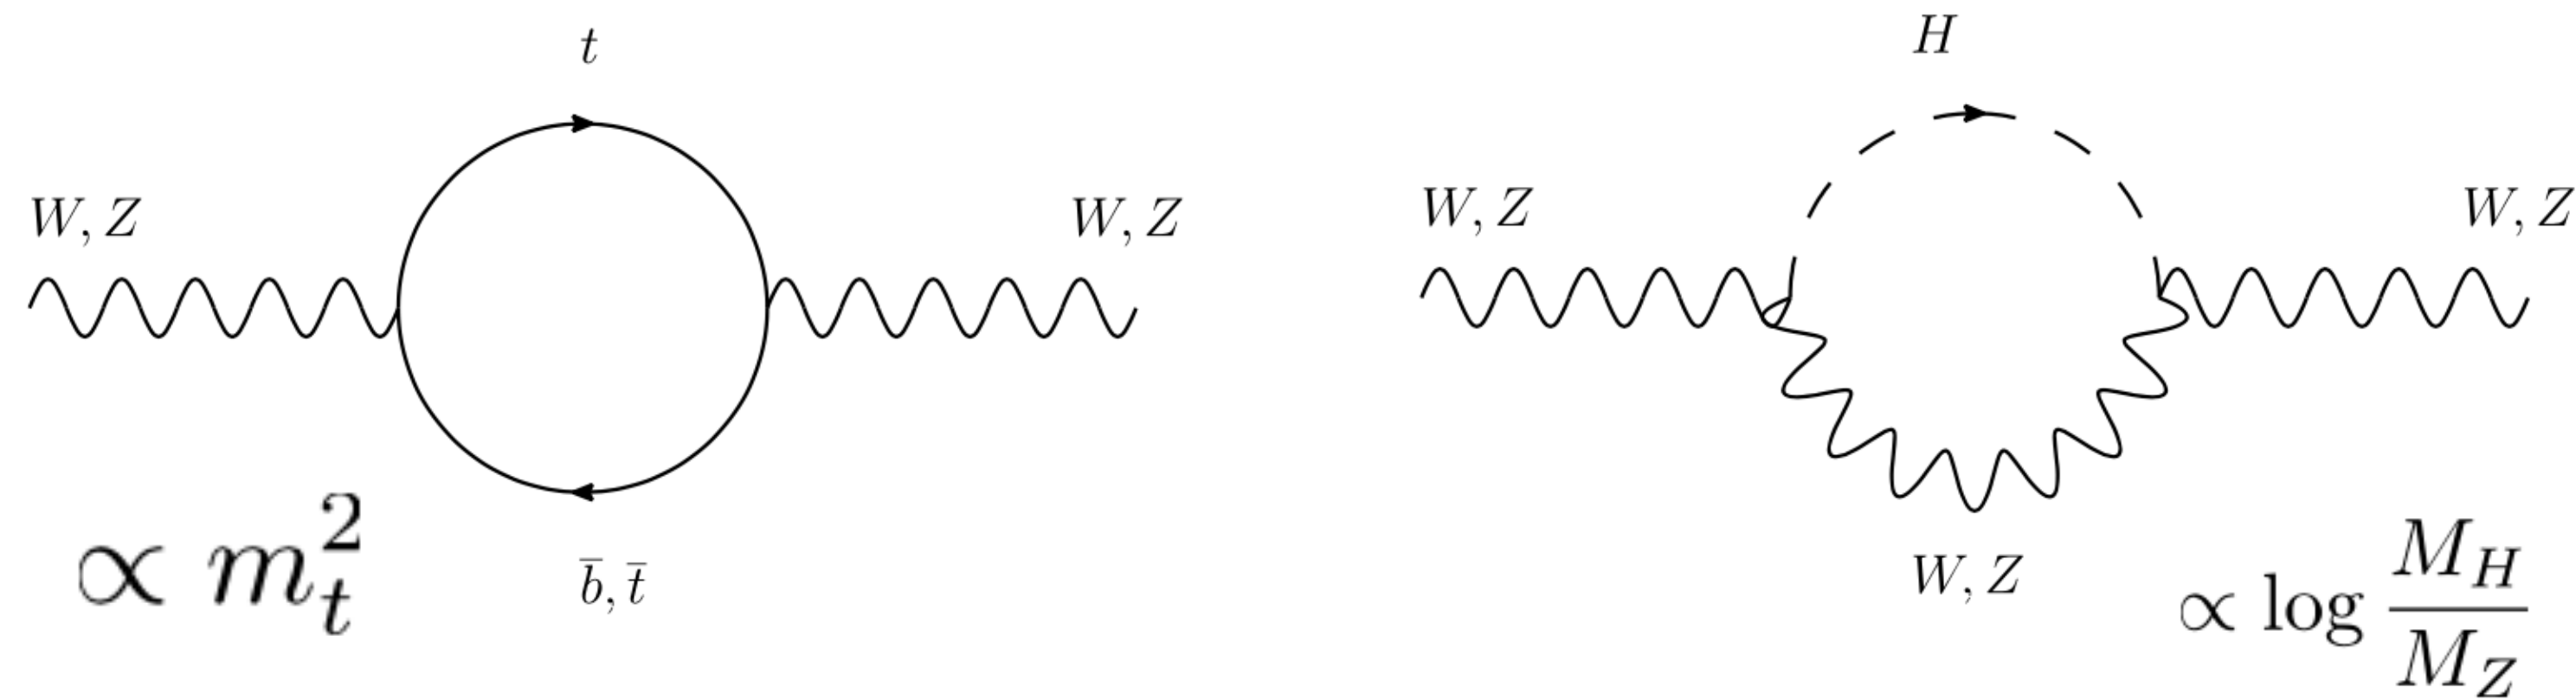 t
W, Z
W, Z
∝ m_t^2
b̄, t̄
H
W, Z
W, Z
W, Z
∝ log M_H / M_Z